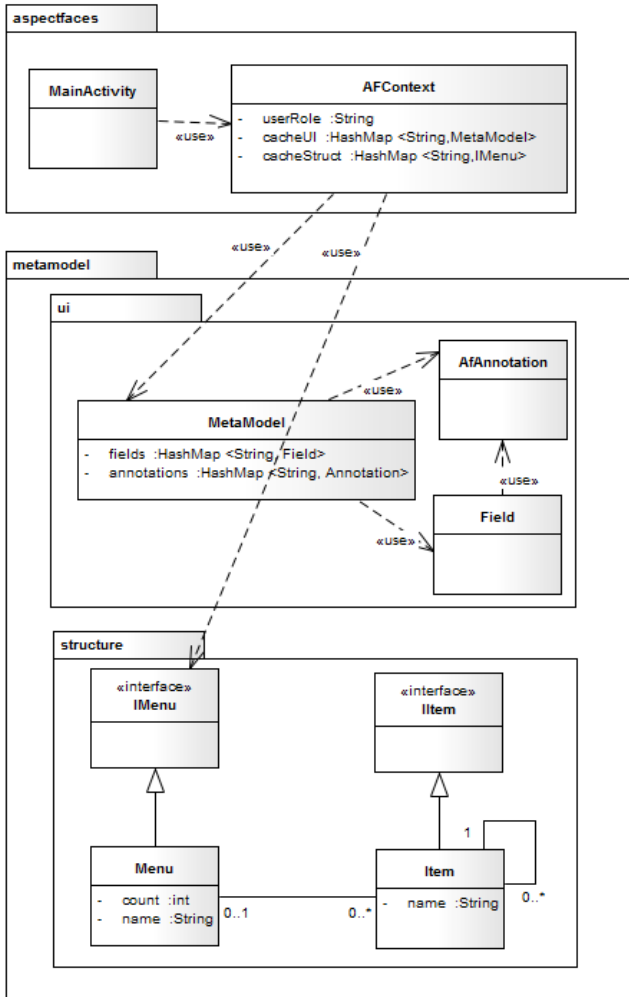 aspectfaces
MainActivity
AFContext
- userRole :String
- cacheUI :HashMap <String,MetaModel>
- cacheStruct :HashMap <String,IMenu>
«use»
«use»
«use»
metamodel
ui
AfAnnotation
MetaModel
- fields :HashMap <String, Field>
- annotations :HashMap <String, Annotation>
«use»
«use»
Field
«use»
structure
«interface»
IMenu
«interface»
IItem
1
Menu
- count :int
- name :String
Item
- name :String
0..1
0..*
0..*